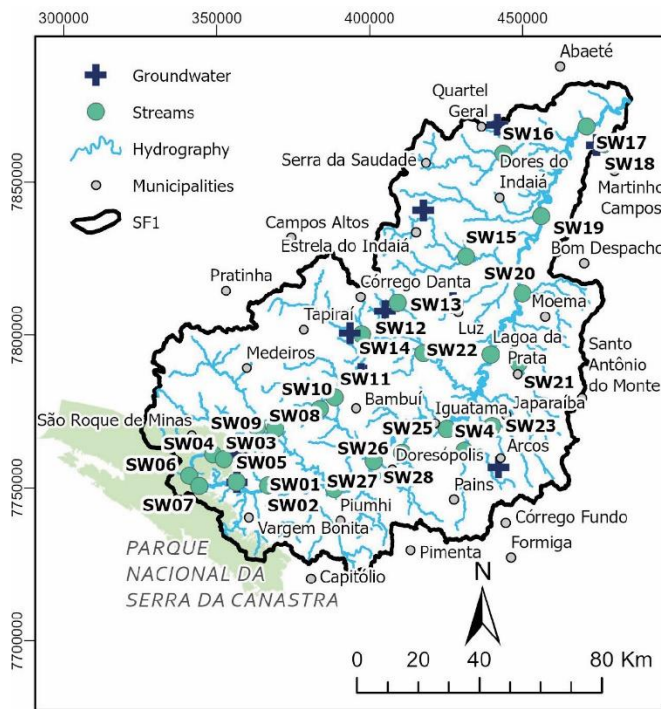 300000
350000
400000
450000
7850000
7800000
7750000
7700000
Groundwater
Streams
Hydrography
Municipalities
SF1
Abaeté
Quartel
Geral
SW16
SW17
SW18
Serra da Saudade
Dores do
Indaiá
Martinho
Campos
Campos Altos
Estrela do Indaiá
SW15
SW19
Bom Despacho
Pratinha
Córrego Danta
SW20
SW13
Moema
Tapiraí
SW12
Luz
SW14
SW22
Lagoa da
Prata
Santo
Antônio
do Monte
Medeiros
SW11
SW21
SW10
Bambuí
Iguatama
Japaraíba
São Roque de Minas
SW09
SW08
SW25
SW4
SW23
SW04
SW03
SW26
Arcos
SW06
SW05
Doresópolis
SW01
SW27
SW28
SW07
SW02
Piumhi
Pains
Vargem Bonita
Córrego Fundo
PARQUE
NACIONAL DA
SERRA DA CANASTRA
Pimenta
Formiga
Capitólio
N
0 20 40 60 80 Km